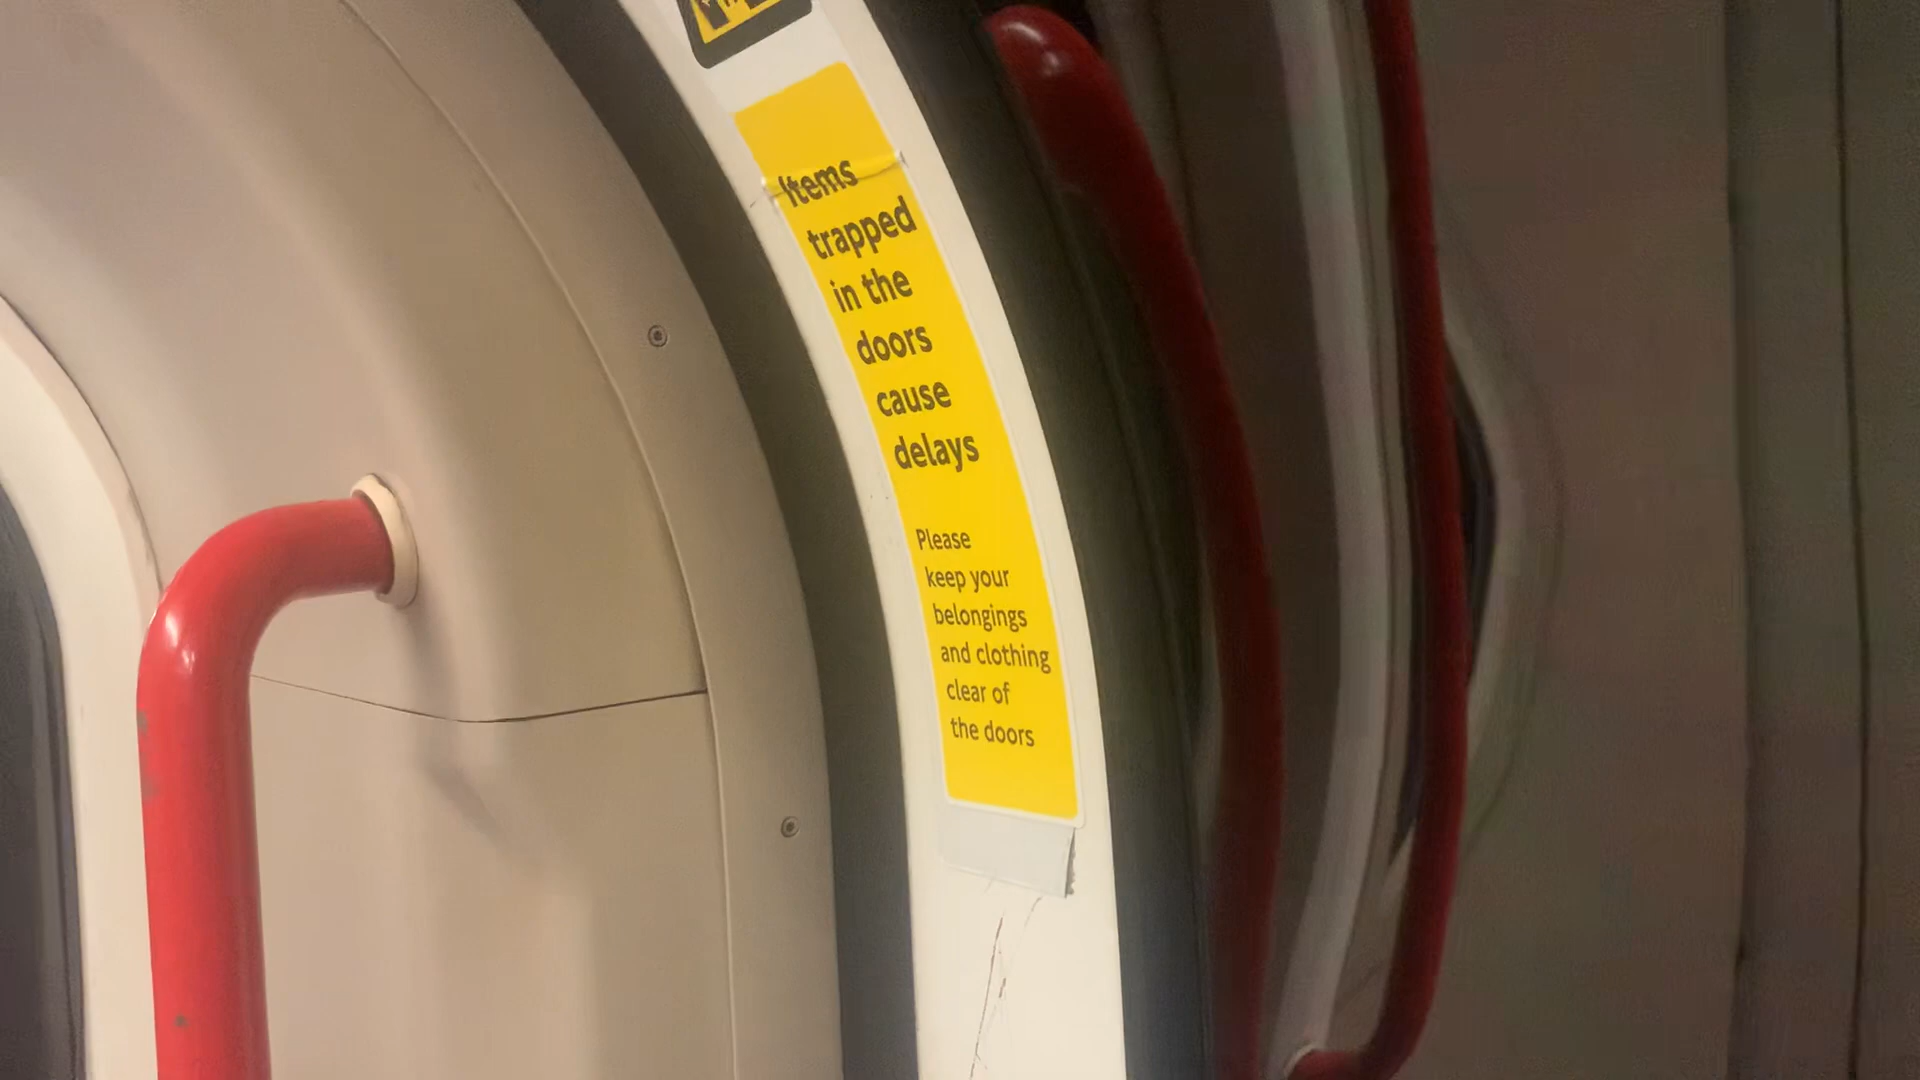 Items
trapped
in the
doors
cause
delays
Please
keep your
belongings
and clothing
clear of
the doors